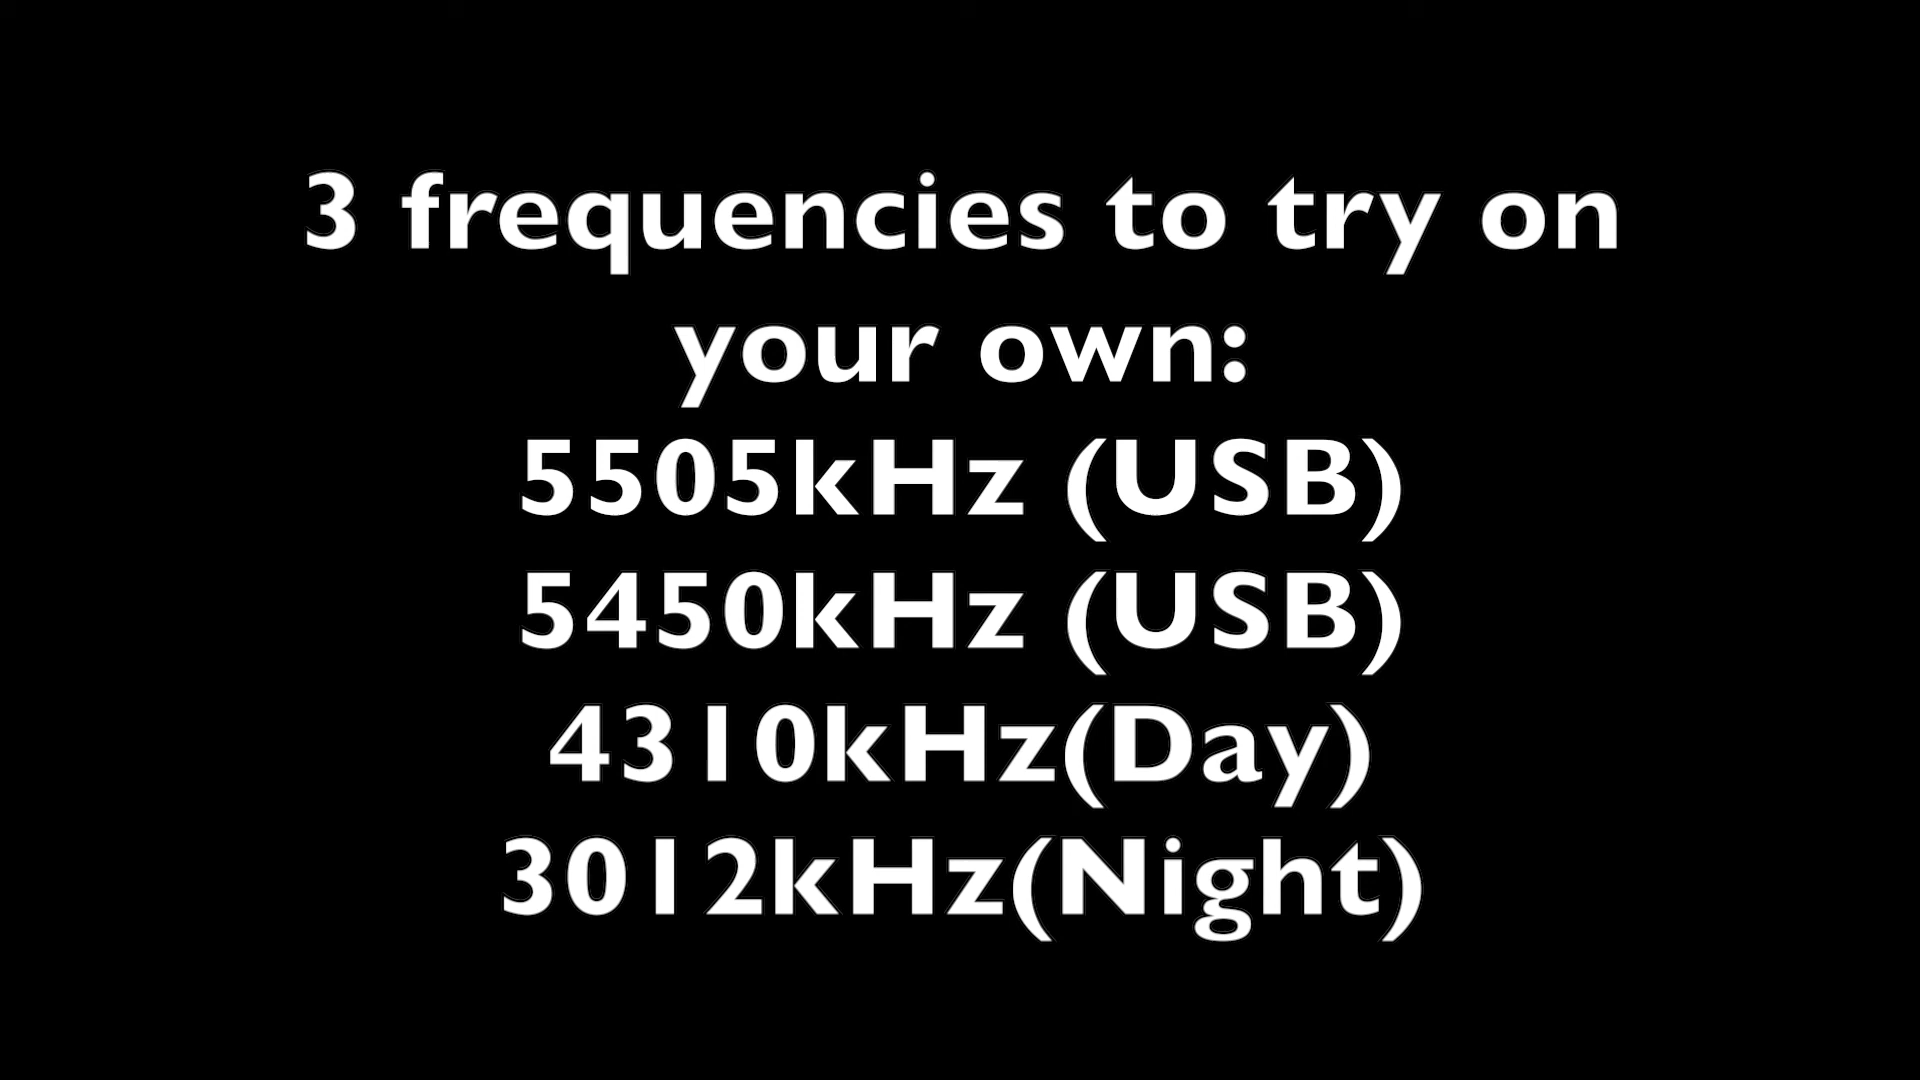 3 frequencies to try on
your own:
5505kHz (USB)
5450kHz (USB)
4310kHz(Day)
3012kHz(Night)